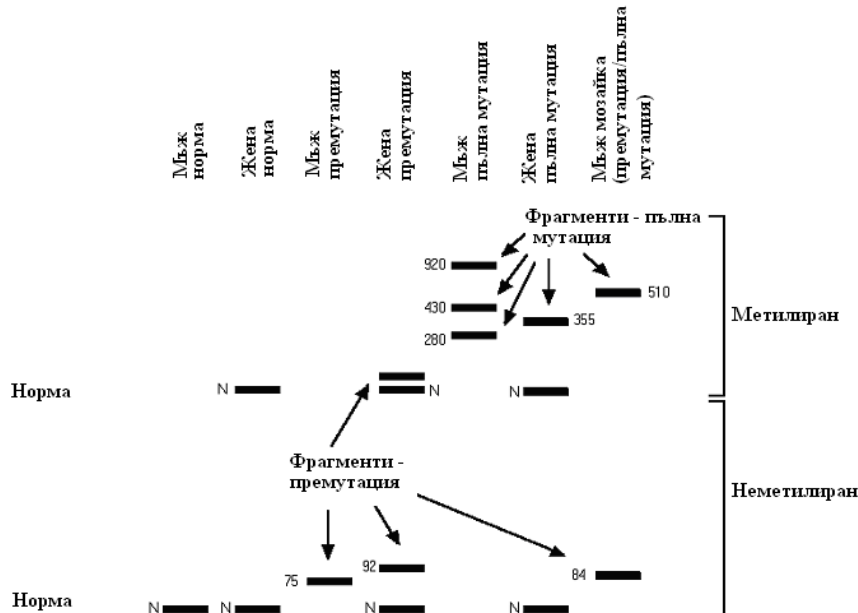 Мъж
норма
Жена
норма
Мъж
премутация
Жена
премутация
Мъж
пълна мутация
Жена
пълна мутация
Мъж мозайка
(премутация/пълна
мутация)
Фрагменти - пълна
мутация
920
510
430
355
280
Метилиран
Норма
N
N
N
Фрагменти -
премутация
Неметилиран
92
84
75
Норма
N
N
N
N